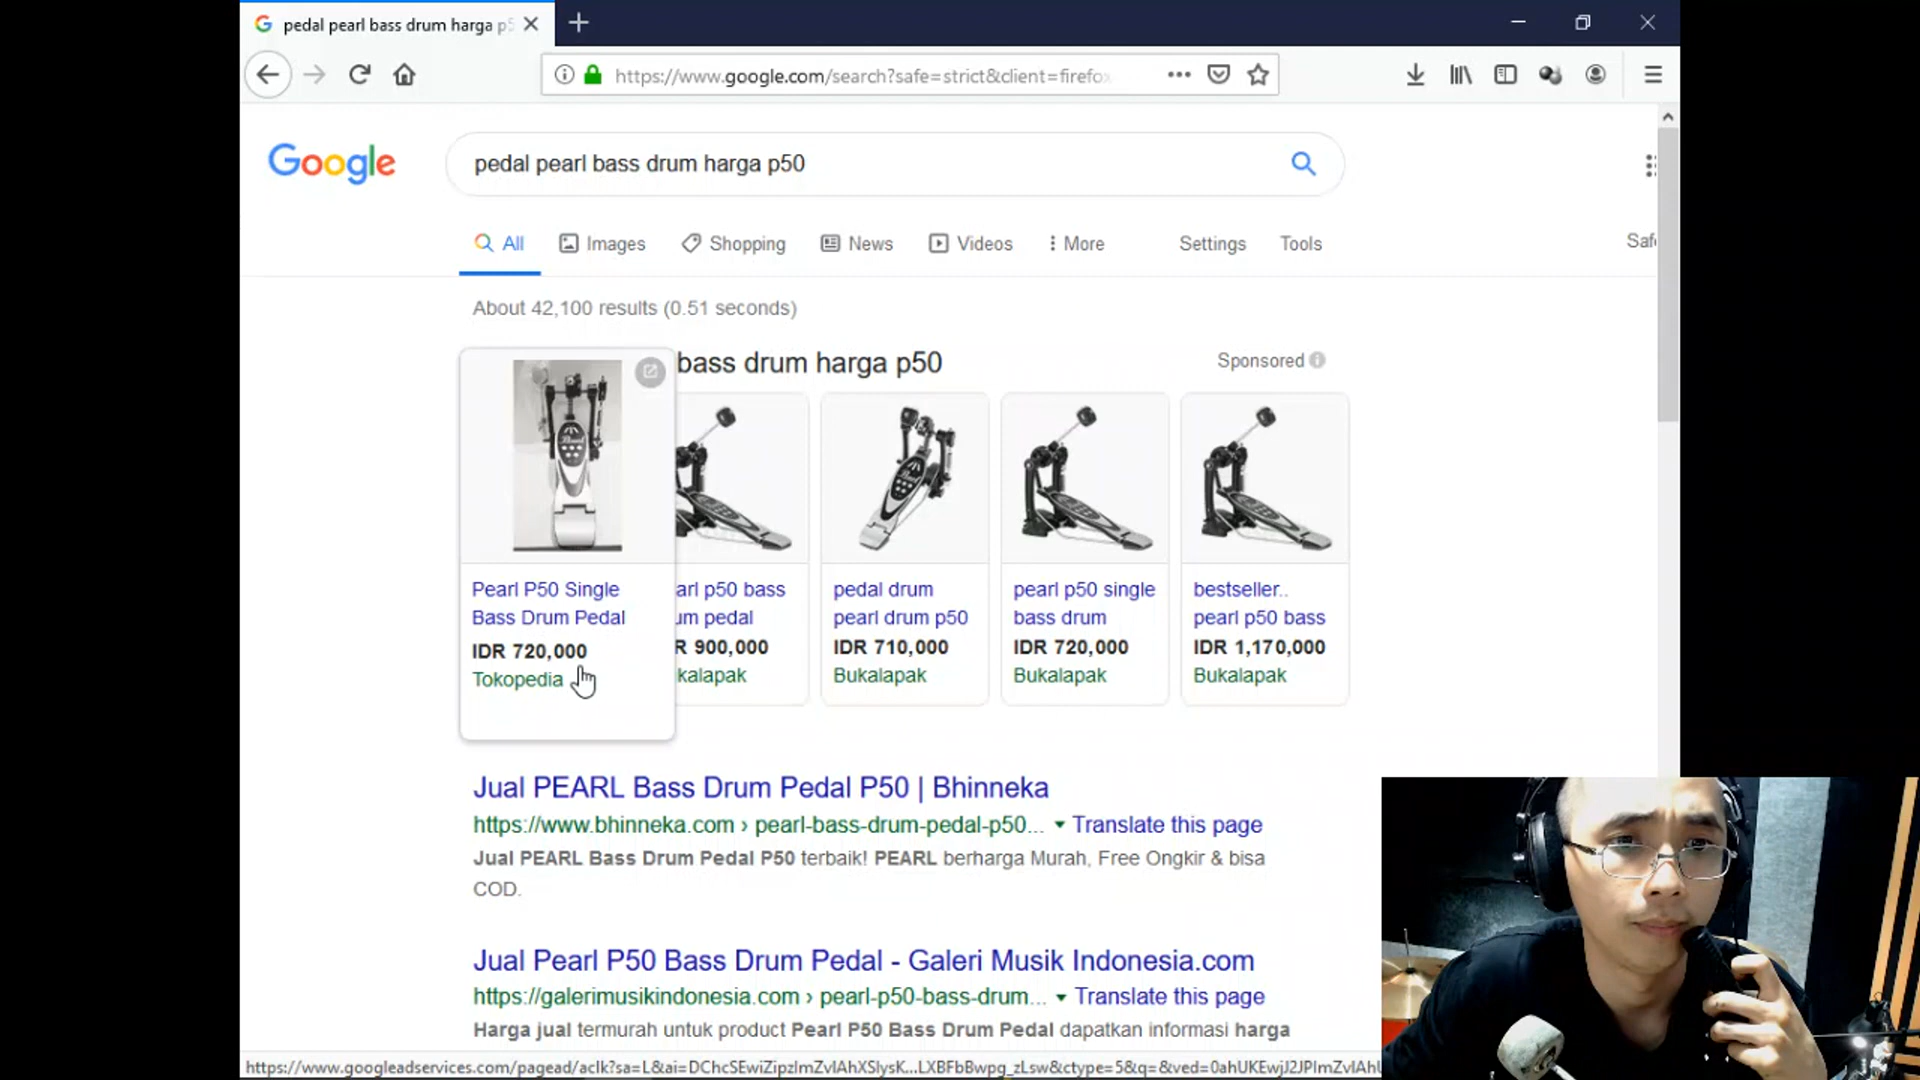 pedal pearl bass drum harga p5
https://www.google.com/search?safe=strict&client=firefox
Google
pedal pearl bass drum harga p50
All Images Shopping News Videos More Settings Tools
Saf
About 42,100 results (0.51 seconds)
bass drum harga p50
Sponsored
Pearl
Pearl P50 Single
Bass Drum Pedal
IDR 720,000
Tokopedia
arl p50 bass
um pedal
R 900,000
kalapak
pedal drum
pearl drum p50
IDR 710,000
Bukalapak
pearl p50 single
bass drum
IDR 720,000
Bukalapak
bestseller..
pearl p50 bass
IDR 1,170,000
Bukalapak
Jual PEARL Bass Drum Pedal P50 | Bhinneka
https://www.bhinneka.com › pearl-bass-drum-pedal-p50... Translate this page
Jual PEARL Bass Drum Pedal P50 terbaik! PEARL berharga Murah, Free Ongkir & bisa
COD.
Jual Pearl P50 Bass Drum Pedal - Galeri Musik Indonesia.com
https://galerimusikindonesia.com › pearl-p50-bass-drum... Translate this page
Harga jual termurah untuk product Pearl P50 Bass Drum Pedal dapatkan informasi harga